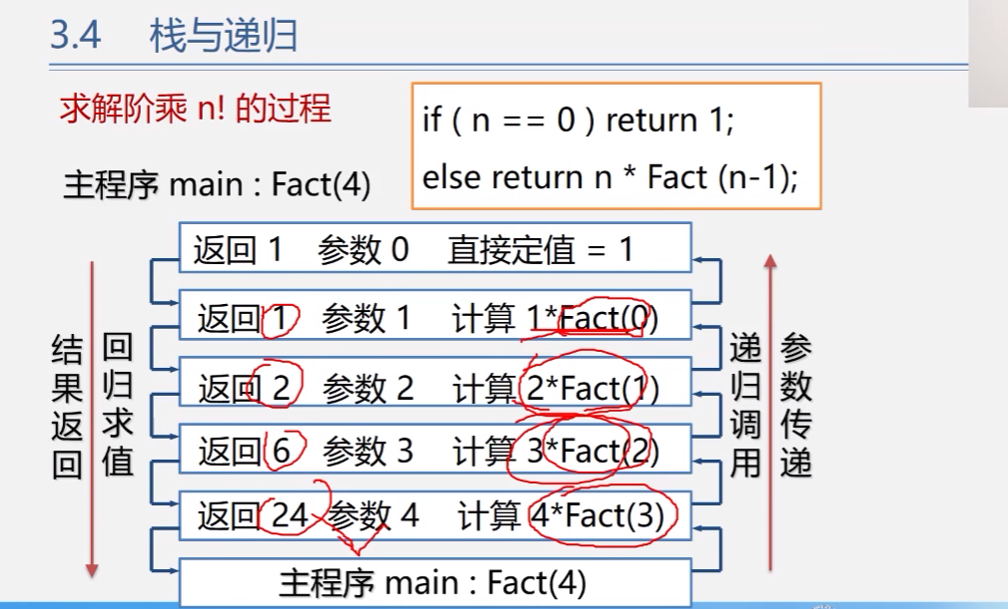 3.4 栈与递归
求解阶乘 n! 的过程
if ( n == 0 ) return 1;
else return n * Fact (n-1);
主程序 main : Fact(4)
返回 1 参数 0 直接定值 = 1
返回 1 参数 1 计算 1*Fact(0)
返回 2 参数 2 计算 2*Fact(1)
返回 6 参数 3 计算 3*Fact(2)
返回 24 参数 4 计算 4*Fact(3)
主程序 main : Fact(4)
结果返回
回归求值
递归调用
参数传递